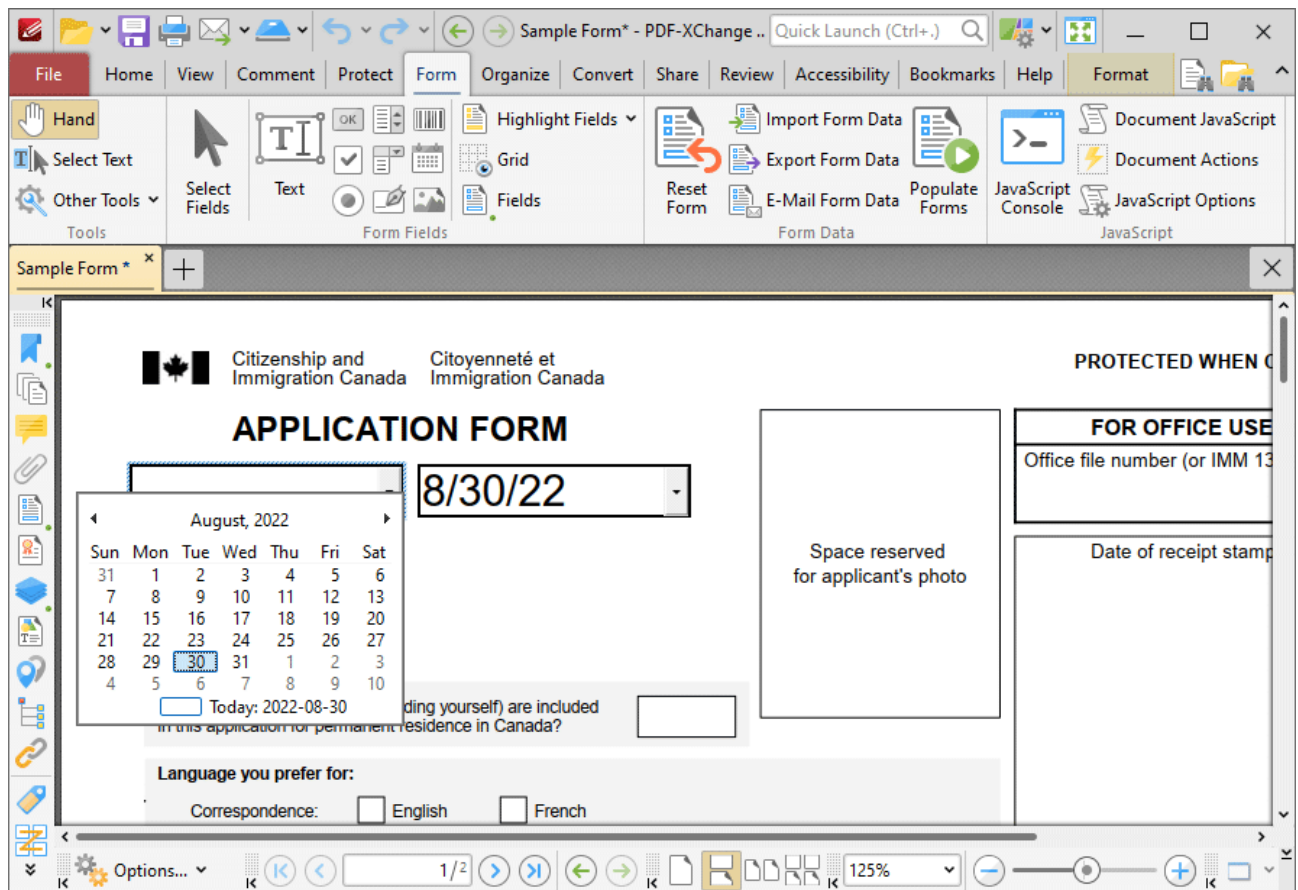 Sample Form* - PDF-XChange ..
Quick Launch (Ctrl+.)
File Home View Comment Protect Form Organize Convert Share Review Accessibility Bookmarks Help Format
Hand
Select Text
Other Tools
Tools
Select Fields
Text
OK
Highlight Fields
Grid
Fields
Form Fields
Reset Form
Import Form Data
Export Form Data
E-Mail Form Data
Populate Forms
Form Data
JavaScript Console
Document JavaScript
Document Actions
JavaScript Options
JavaScript
Sample Form *
Citizenship and Immigration Canada
Citoyenneté et Immigration Canada
PROTECTED WHEN
APPLICATION FORM
8/30/22
FOR OFFICE USE
Office file number (or IMM 13
Space reserved
for applicant's photo
Date of receipt stamp
August, 2022
Sun Mon Tue Wed Thu Fri Sat
31 1 2 3 4 5 6
7 8 9 10 11 12 13
14 15 16 17 18 19 20
21 22 23 24 25 26 27
28 29 30 31 1 2 3
4 5 6 7 8 9 10
Today: 2022-08-30
ding yourself) are included
in this application for permanent residence in Canada?
Language you prefer for:
Correspondence: English French
Options... 1/2 125%